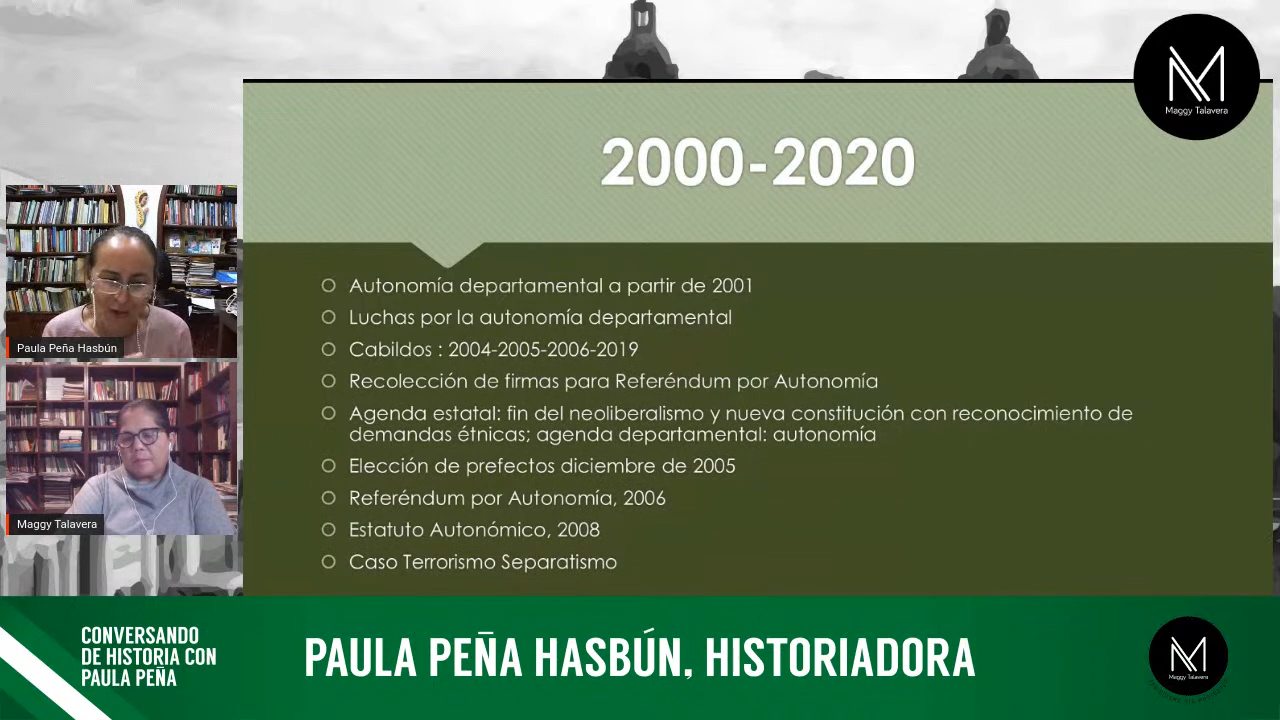 Maggy Talavera
2000-2020
Autonomía departamental a partir de 2001
Luchas por la autonomía departamental
Cabildos : 2004-2005-2006-2019
Recolección de firmas para Referéndum por Autonomía
Agenda estatal: fin del neoliberalismo y nueva constitución con reconocimiento de
demandas étnicas; agenda departamental: autonomía
Elección de prefectos diciembre de 2005
Referéndum por Autonomía, 2006
Estatuto Autonómico, 2008
Caso Terrorismo Separatismo
Paula Peña Hasbún
Maggy Talavera
CONVERSANDO
DE HISTORIA CON
PAULA PEÑA
PAULA PEÑA HASBÚN, HISTORIADORA
Maggy Talavera